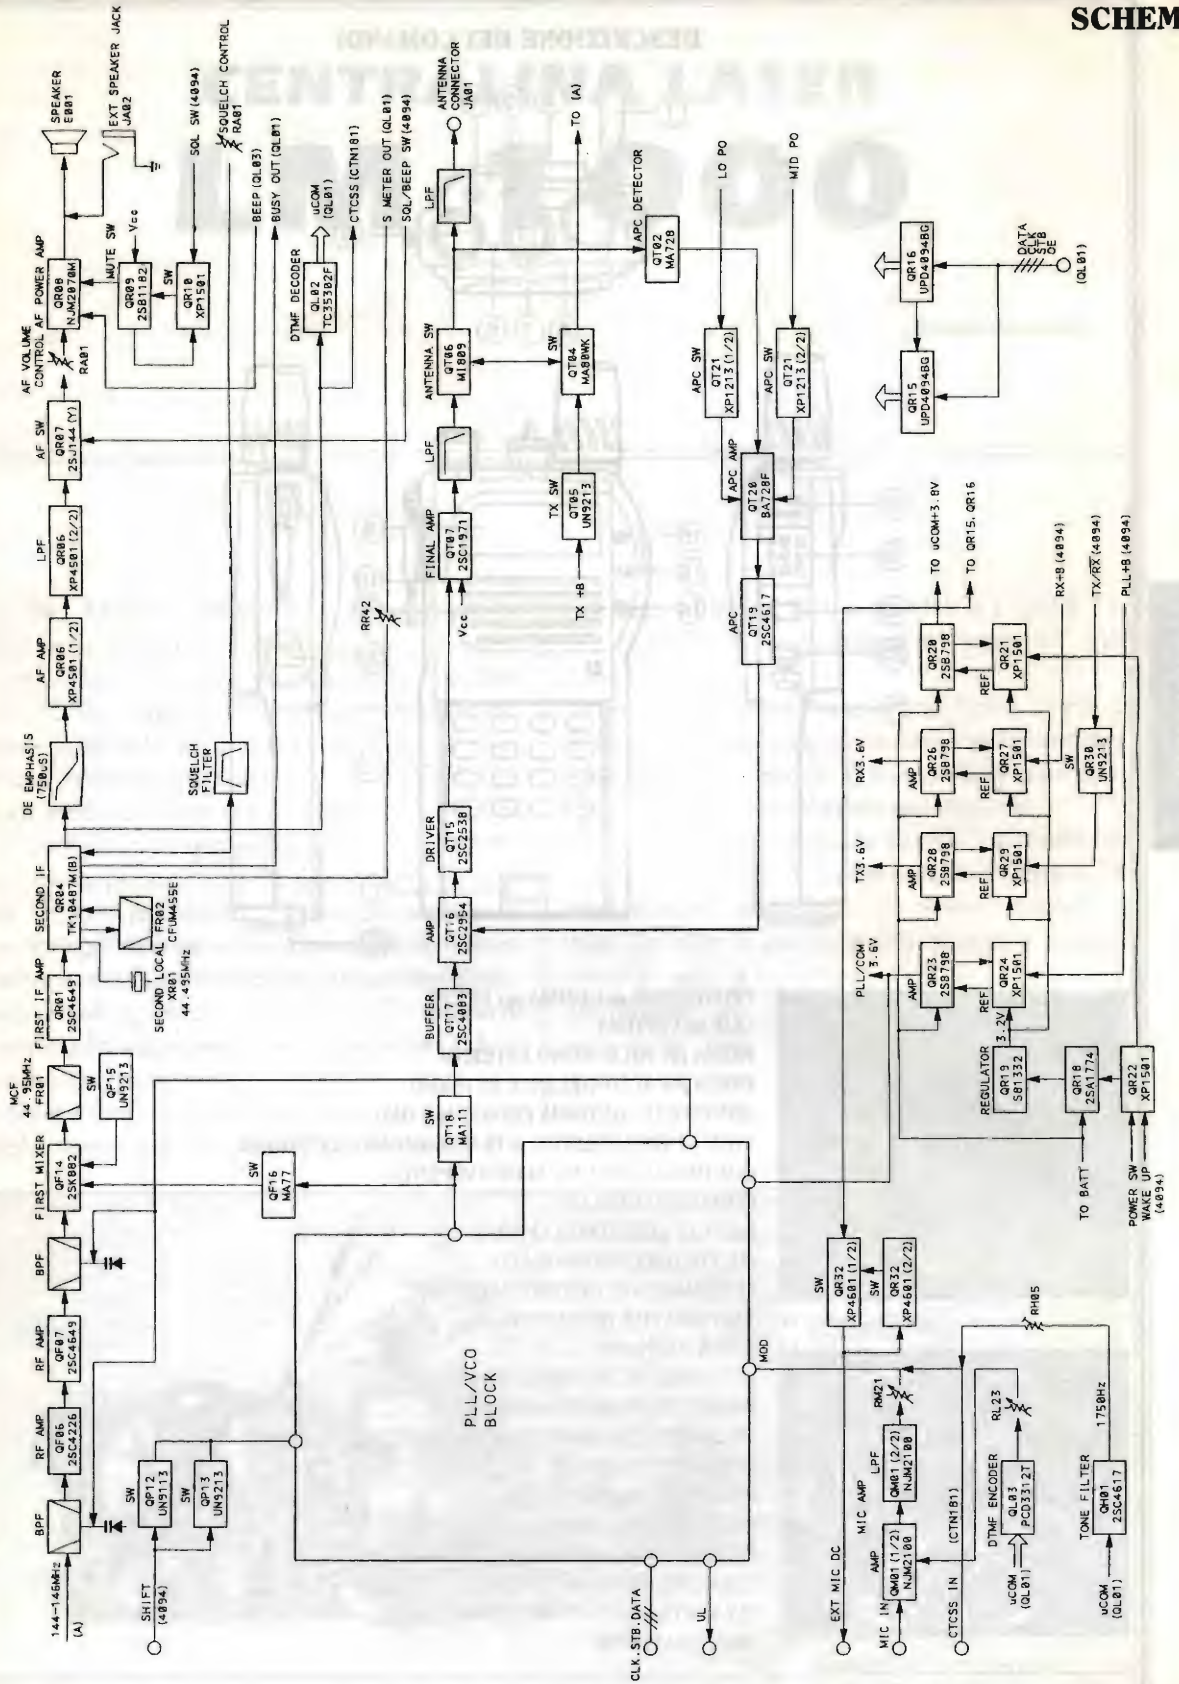 SCHEM
144-146MHz
(A)
BPF
RF AMP
QF06
2SC4226
RF AMP
QF07
2SC4649
BPF
FIRST MIXER
QF14
2SK882
MCF
44.95MHz
FR01
SW
QF15
UN9213
FIRST IF AMP
QR01
2SC4649
SECOND IF
QR04
TK10487M(B)
SECOND LOCAL
XR01
44.495MHz
FR02
CFUM455E
DE EMPHASIS
(750uS)
AF AMP
QR06
XP4501(1/2)
LPF
QR06
XP4501(2/2)
AF SW
QR07
2SJ144(Y)
AF VOLUME
CONTROL
RA01
AF POWER AMP
QR08
NJM2070M
SPEAKER
E001
EXT SPEAKER JACK
JA02
MUTE SW
QR09
2SB1182
Vcc
SW
QR10
XP1501
SQL SW(4094)
SQUELCH CONTROL
RA01
SQUELCH
FILTER
BEEP(QL03)
BUSY OUT(QL01)
DTMF DECODER
QL02
TC35302F
uCOM
(QL01)
CTCSS(CTN181)
S METER OUT(QL01)
SQL/BEEP SW(4094)
RR42
SHIFT
(4094)
SW
QP12
UN9113
SW
QP13
UN9213
SW
QF16
MA77
SW
QT18
MA111
BUFFER
QT17
2SC4083
AMP
QT16
2SC2954
DRIVER
QT15
2SC2538
FINAL AMP
QT07
2SC1971
Vcc
LPF
ANTENNA SW
QT06
MI809
LPF
ANTENNA
CONNECTOR
JA01
TX +B
TX SW
QT05
UN9213
SW
QT04
MA80WK
TO (A)
APC DETECTOR
QT02
MA728
LO PO
MID PO
APC SW
QT21
XP1213(1/2)
APC SW
QT21
XP1213(2/2)
APC AMP
QT20
BA728F
APC
QT19
2SC4617
PLL/VCO
BLOCK
CLK.STB.DATA
UL
MOD
QR16
UPD4094BG
QR15
UPD4094BG
DATA
CLK
STB
OE
(QL01)
EXT MIC DC
SW
QR32
XP4601(1/2)
SW
QR32
XP4601(2/2)
MIC IN
AMP
QM01(1/2)
NJM2100
MIC AMP
LPF
QM01(2/2)
NJM2100
RM21
CTCSS IN
(CTN181)
uCOM
(QL01)
DTMF ENCODER
QL03
PCD3312T
RL23
uCOM
(QL01)
TONE FILTER
QH01
2SC4617
1750Hz
RH05
PLL/COM
3.6V
AMP
QR23
2SB798
REF
QR24
XP1501
TX3.6V
AMP
QR28
2SB798
REF
QR29
XP1501
RX3.6V
AMP
QR26
2SB798
REF
QR27
XP1501
QR20
2SB798
REF
QR21
XP1501
TO uCOM+3.8V
TO QR15.QR16
RX+B(4094)
TX/RX(4094)
PLL+B(4094)
SW
QR30
UN9213
REGULATOR
QR19
S81332
3.2V
QR18
2SA1774
QR22
XP1501
TO BATT
POWER SW
WAKE UP
(4094)